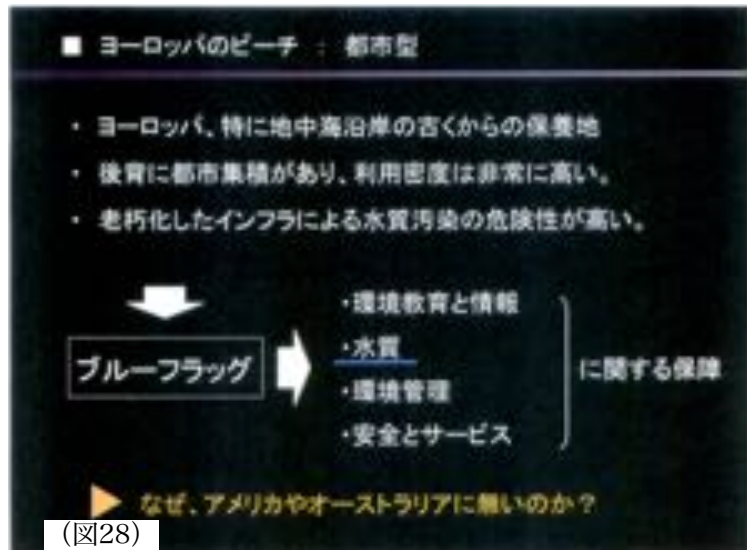 ■ ヨーロッパのビーチ : 都市型
・ ヨーロッパ、特に地中海沿岸の古くからの保養地
・ 後背に都市集積があり、利用密度は非常に高い。
・ 老朽化したインフラによる水質汚染の危険性が高い。
ブルーフラッグ
・環境教育と情報
・水質
・環境管理
・安全とサービス
に関する保障
なぜ、アメリカやオーストラリアに無いのか？
(図28)